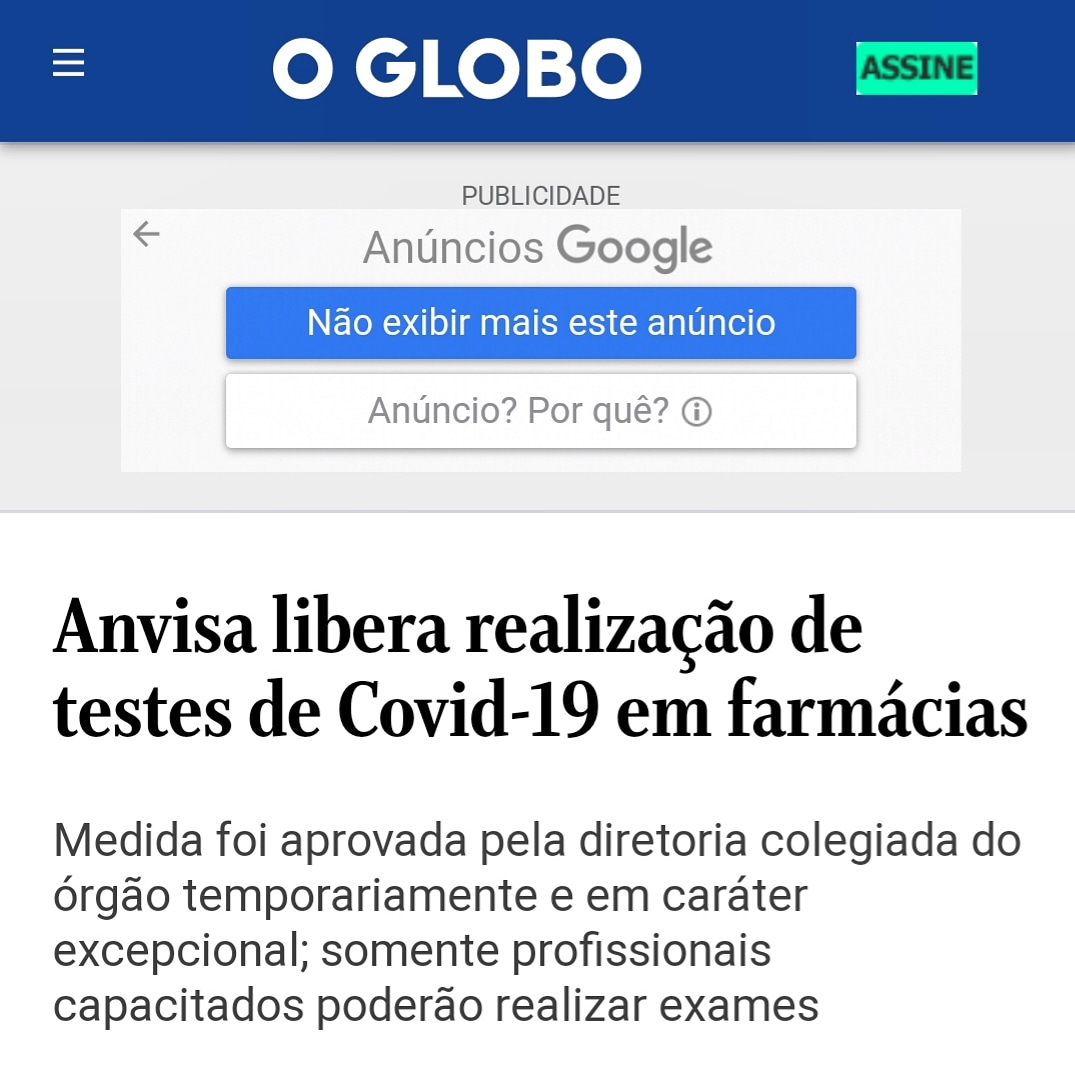 O GLOBO
ASSINE
PUBLICIDADE
Anúncios Google
Não exibir mais este anúncio
Anúncio? Por quê?
Anvisa libera realização de
testes de Covid-19 em farmácias
Medida foi aprovada pela diretoria colegiada do
órgão temporariamente e em caráter
excepcional; somente profissionais
capacitados poderão realizar exames